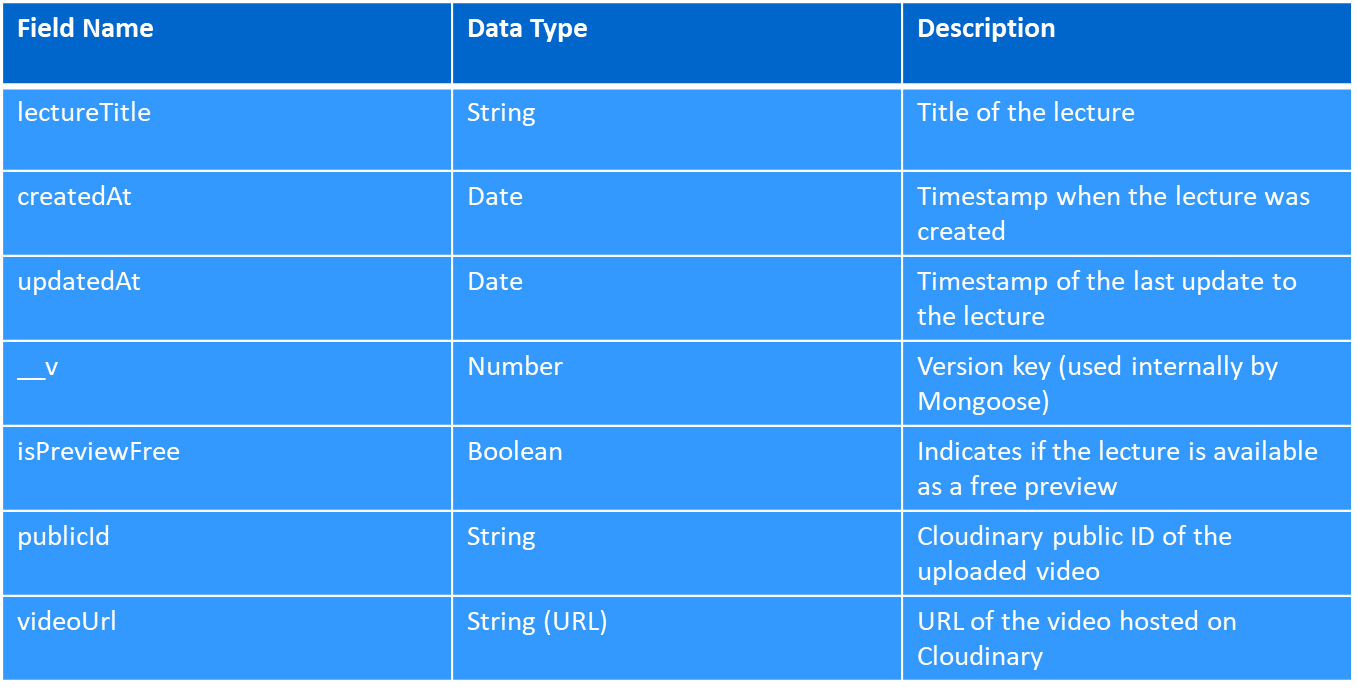 Field Name Data Type Description
lectureTitle String Title of the lecture
createdAt Date Timestamp when the lecture was
created
updatedAt Date Timestamp of the last update to
the lecture
__v Number Version key (used internally by
Mongoose)
isPreviewFree Boolean Indicates if the lecture is available
as a free preview
publicId String Cloudinary public ID of the
uploaded video
videoUrl String (URL) URL of the video hosted on
Cloudinary